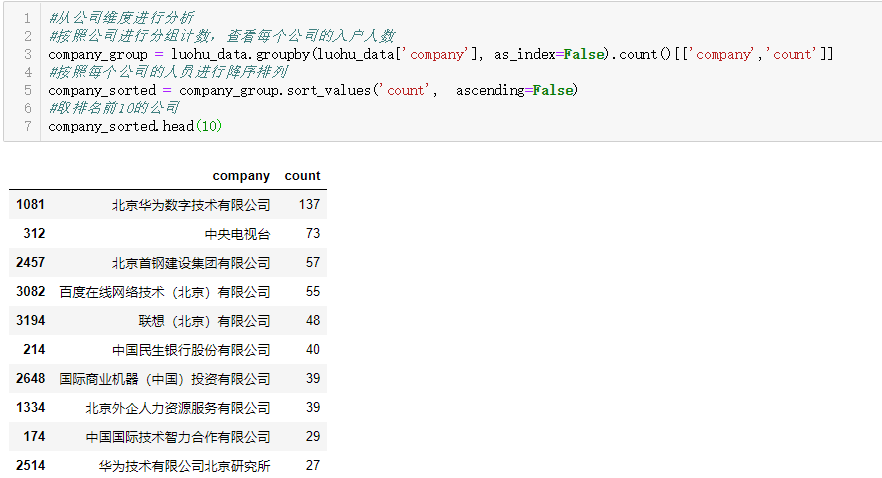 1 #从公司维度进行分析
2 #按照公司进行分组计数，查看每个公司的入户人数
3 company_group = luohu_data.groupby(luohu_data['company'], as_index=False).count()[['company','count']]
4 #按照每个公司的人员进行降序排列
5 company_sorted = company_group.sort_values('count',  ascending=False)
6 #取排名前10的公司
7 company_sorted.head(10)
company count
1081 北京华为数字技术有限公司 137
312 中央电视台 73
2457 北京首钢建设集团有限公司 57
3082 百度在线网络技术（北京）有限公司 55
3194 联想（北京）有限公司 48
214 中国民生银行股份有限公司 40
2648 国际商业机器（中国）投资有限公司 39
1334 北京外企人力资源服务有限公司 39
174 中国国际技术智力合作有限公司 29
2514 华为技术有限公司北京研究所 27